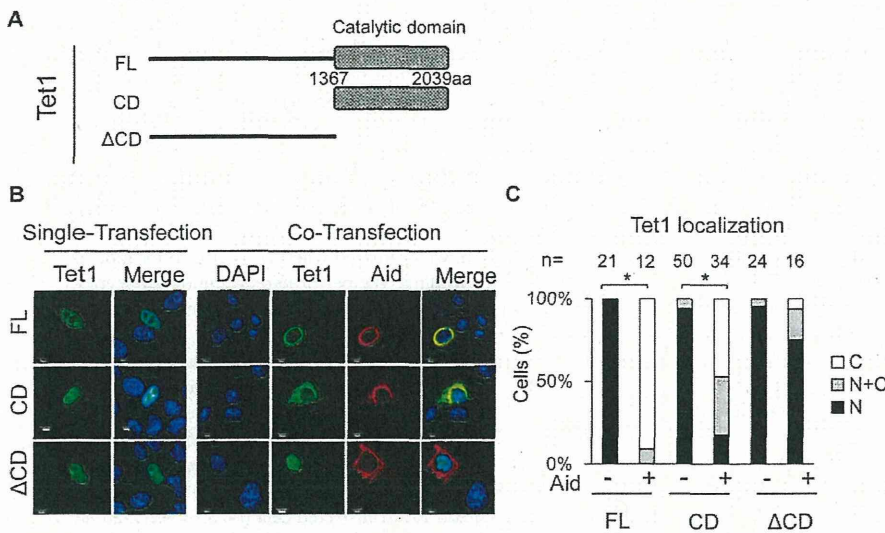 A
Catalytic domain
Tet1
FL
1367 2039aa
CD
ΔCD
B
Single-Transfection Co-Transfection
Tet1 Merge DAPI Tet1 Aid Merge
FL
CD
ΔCD
C
Tet1 localization
n= 21 12 50 34 24 16
* *
100%
50%
0%
Cells (%)
C
N+C
N
Aid - + - + - +
FL CD ΔCD